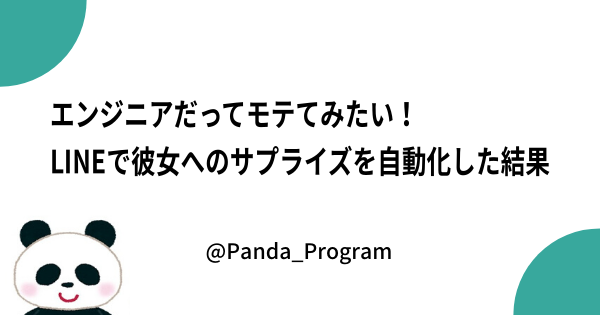 エンジニアだってモテてみたい！
LINEで彼女へのサプライズを自動化した結果
@Panda_Program